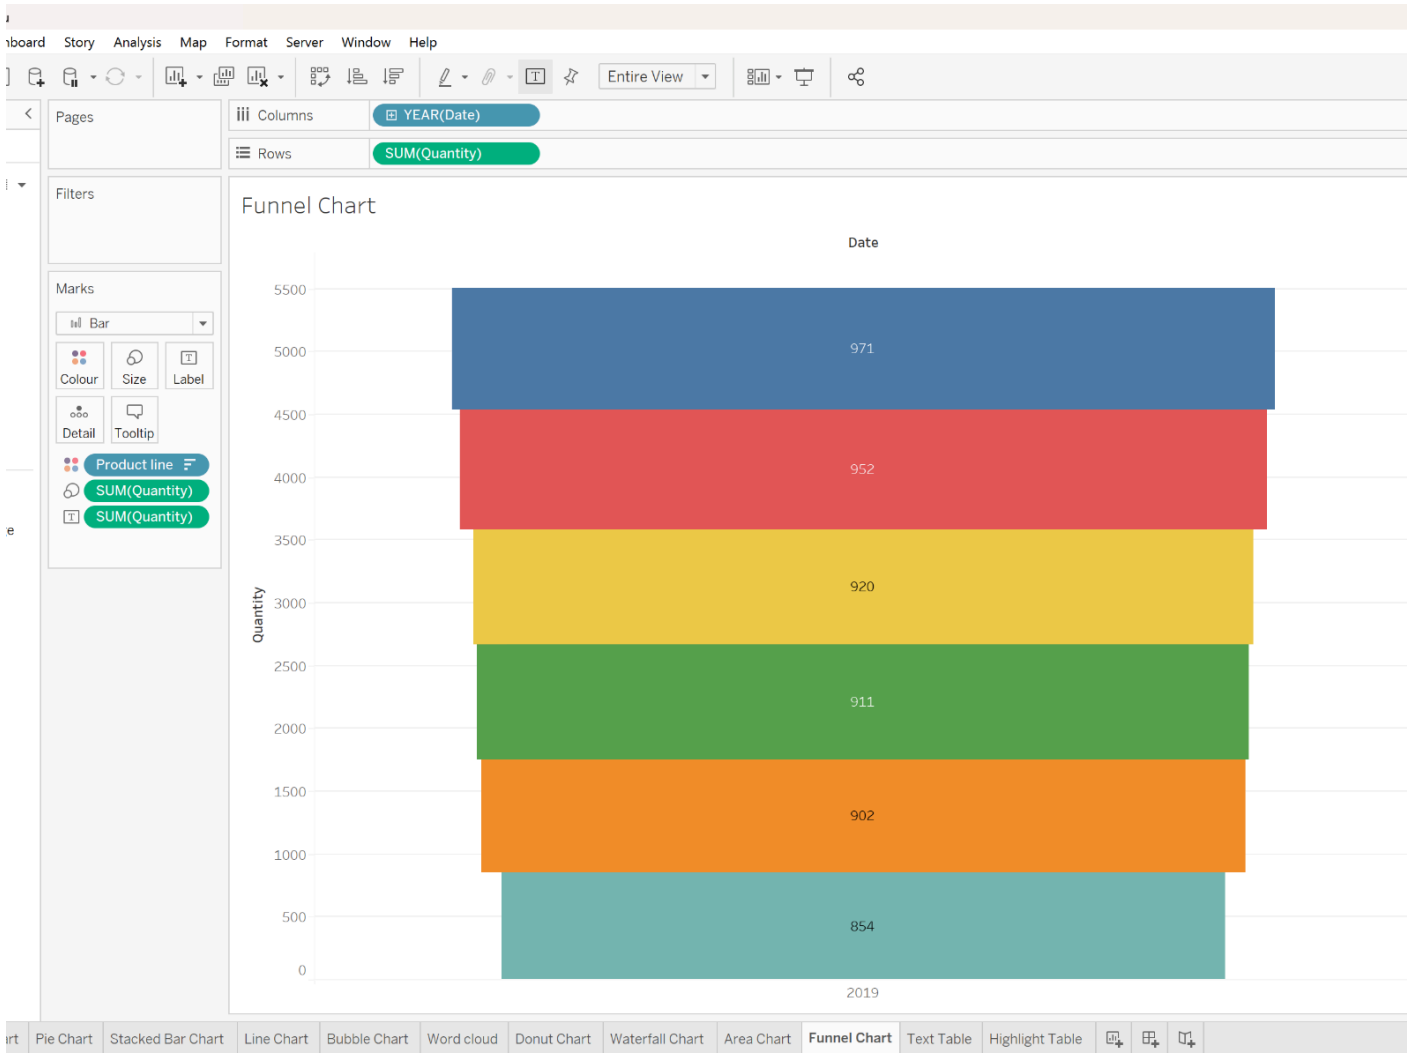 u
nboard Story Analysis Map Format Server Window Help
Entire View
Pages
Columns
YEAR(Date)
Rows
SUM(Quantity)
Filters
Funnel Chart
Date
Marks
Bar
Colour Size Label
Detail Tooltip
Product line
SUM(Quantity)
SUM(Quantity)
e
Quantity
5500
5000
4500
4000
3500
3000
2500
2000
1500
1000
500
0
971
952
920
911
902
854
2019
art Pie Chart Stacked Bar Chart Line Chart Bubble Chart Word cloud Donut Chart Waterfall Chart Area Chart Funnel Chart Text Table Highlight Table